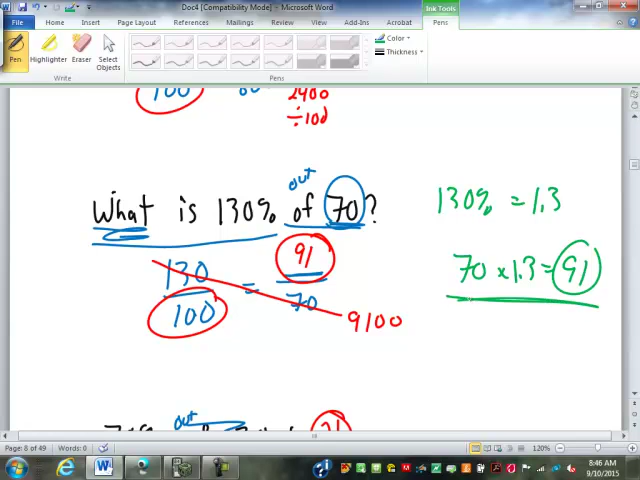 Doc4 [Compatibility Mode] - Microsoft Word
Ink Tools
File Home Insert Page Layout References Mailings Review View Add-Ins Acrobat Pens
Pen Highlighter Eraser Select Objects
Color
Thickness
Write
Pens
100
2400
÷100
out
What is 130% of 70?
130% = 1.3
91
130
=
100
70
9100
70 x 1.3 = 91
out
21
Page: 8 of 49 Words: 0
120%
8:46 AM
9/10/2015